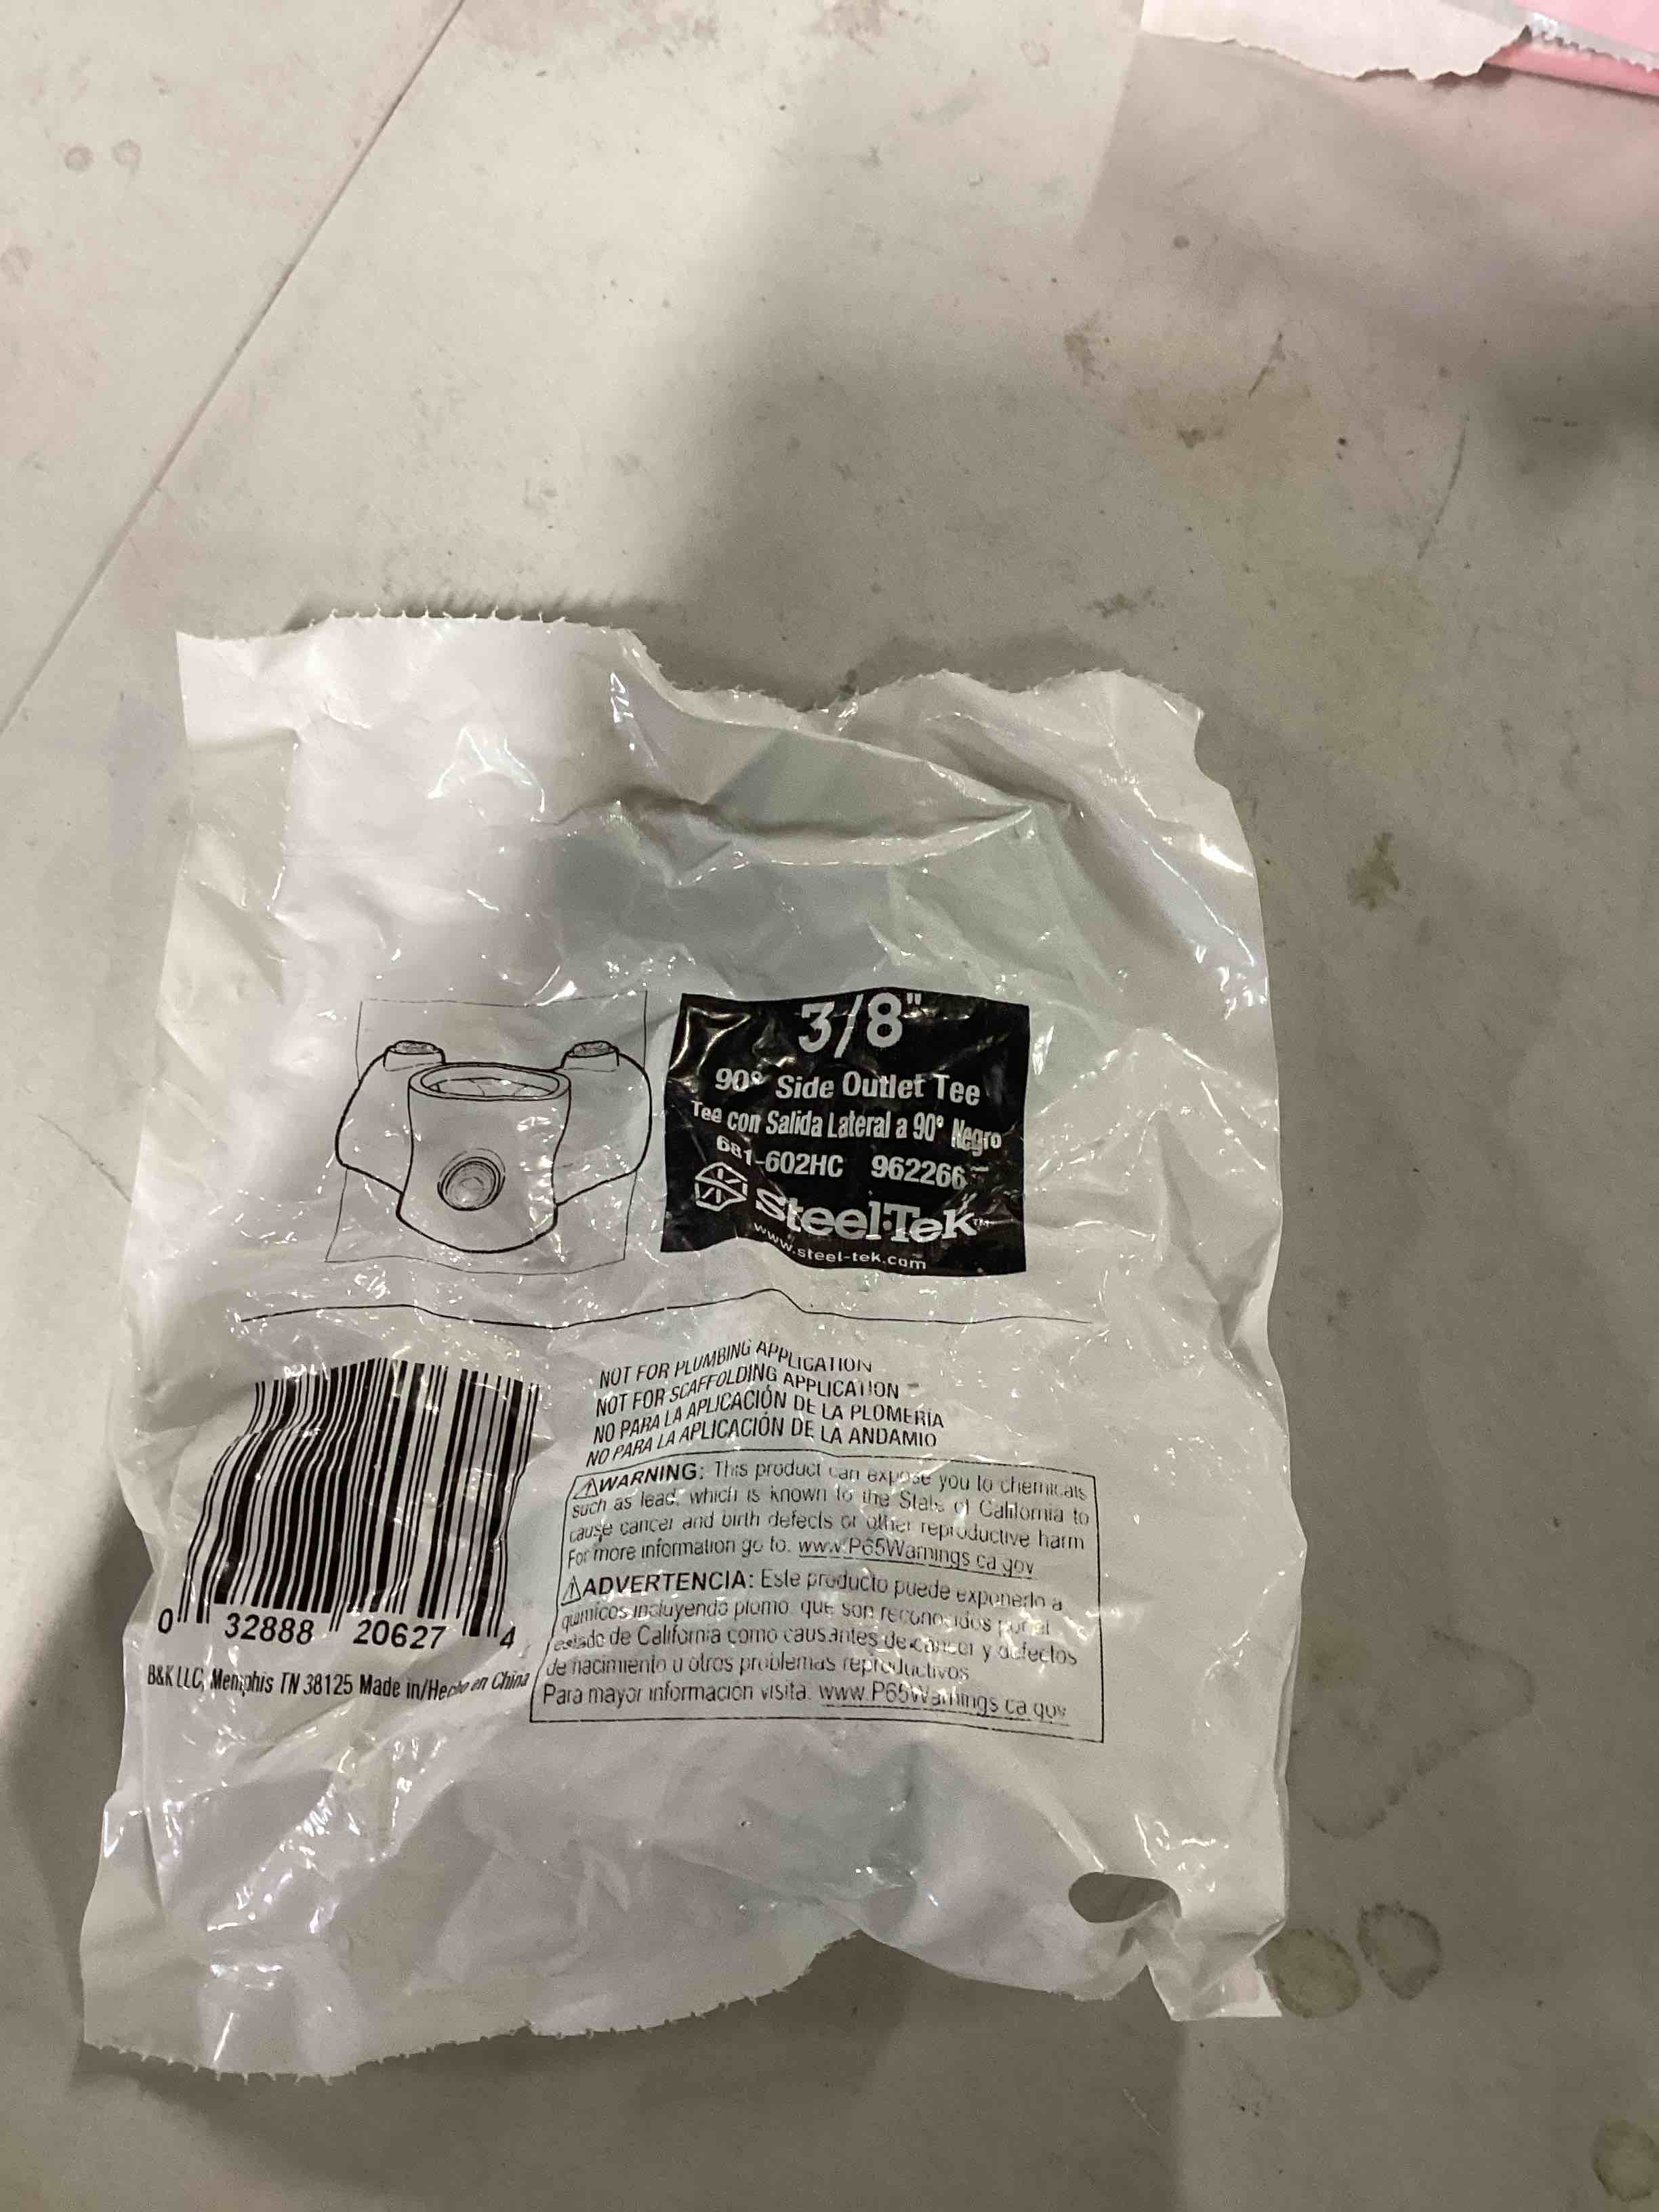 3/8"
90° Side Outlet Tee
Tee con Salida Lateral a 90° Negro
681-602HC 962266
Steel·Tek™
www.steel-tek.com
NOT FOR PLUMBING APPLICATION
NOT FOR SCAFFOLDING APPLICATION
NO PARA LA APLICACIÓN DE LA PLOMERÍA
NO PARA LA APLICACIÓN DE LA ANDAMIO
⚠WARNING: This product can expose you to chemicals
such as lead, which is known to the State of California to
cause cancer and birth defects or other reproductive harm
For more information go to: www.P65Warnings.ca.gov
⚠ADVERTENCIA: Este producto puede exponerlo a
quimicos incluyendo plomo, que son reconocidos por el
estado de California como causantes de cáncer y defectos
de nacimiento u otros problemas reproductivos
Para mayor información visita: www.P65Warnings.ca.gov
0 32888 20627 4
B&K LLC, Memphis TN 38125 Made in/Hecho en China